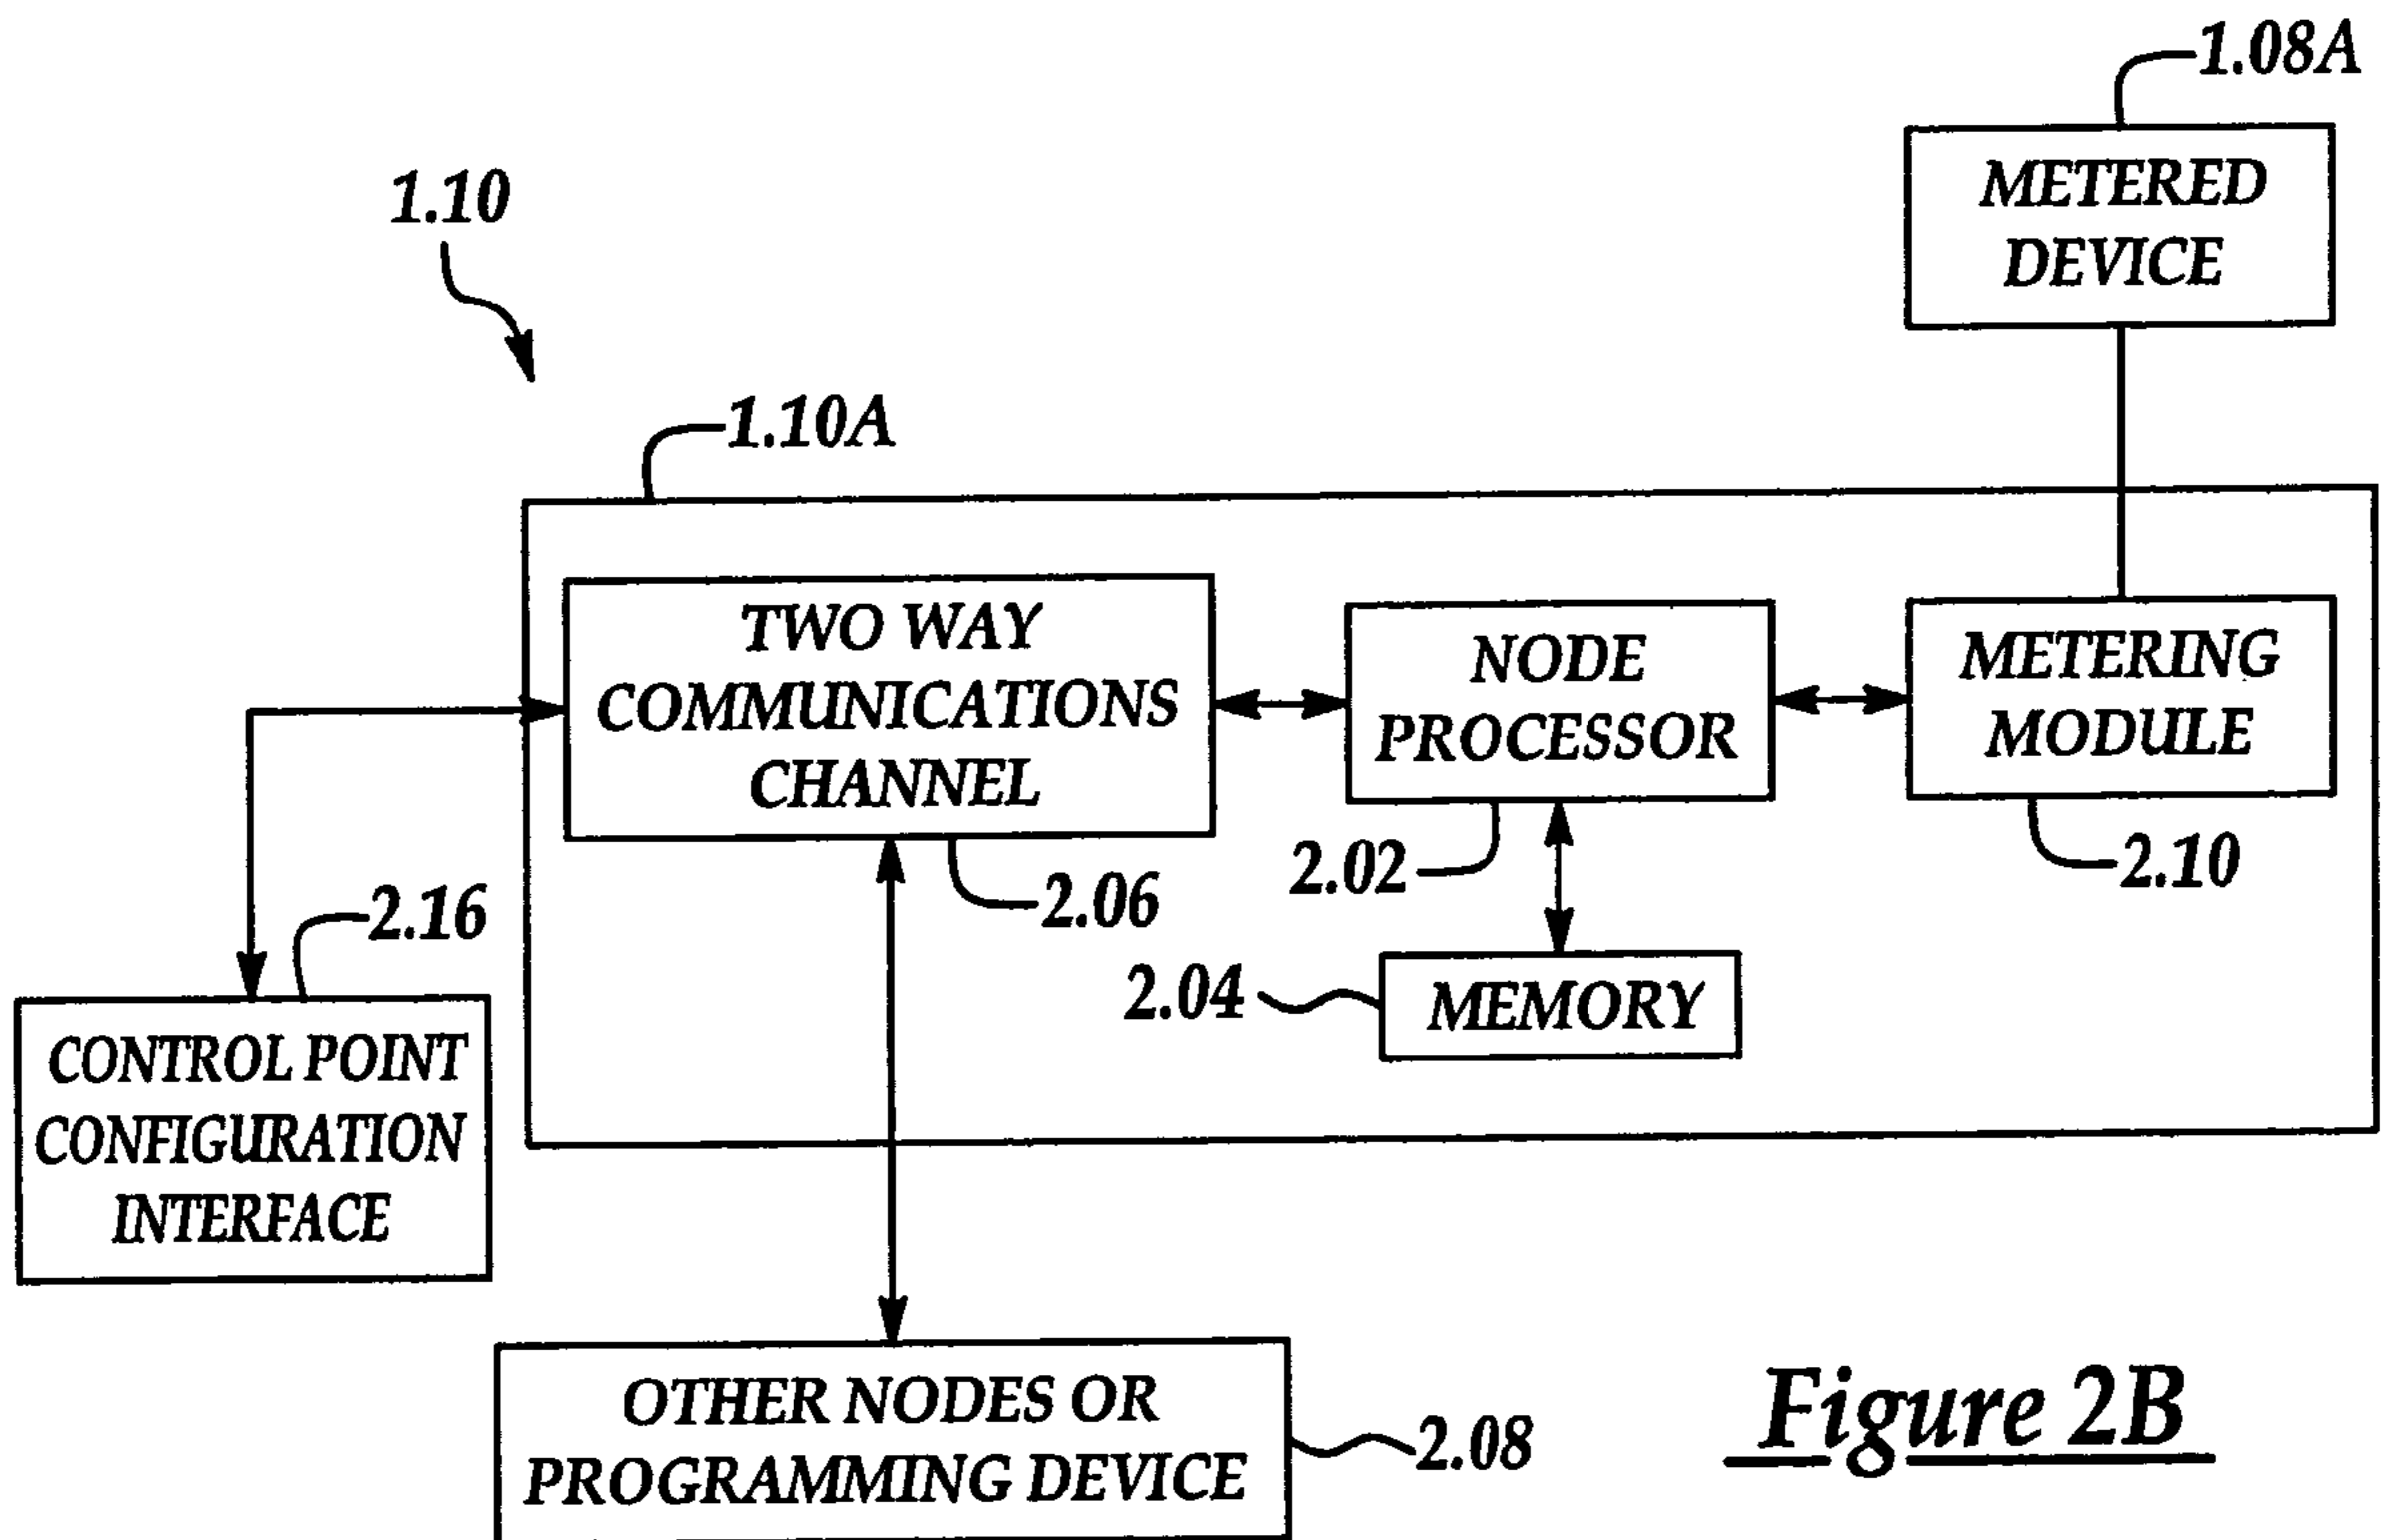 1.08A
METERED
DEVICE
1.10
1.10A
TWO WAY
COMMUNICATIONS
CHANNEL
NODE
PROCESSOR
METERING
MODULE
2.02
2.10
2.06
2.16
2.04
MEMORY
CONTROL POINT
CONFIGURATION
INTERFACE
OTHER NODES OR
PROGRAMMING DEVICE
2.08
Figure 2B